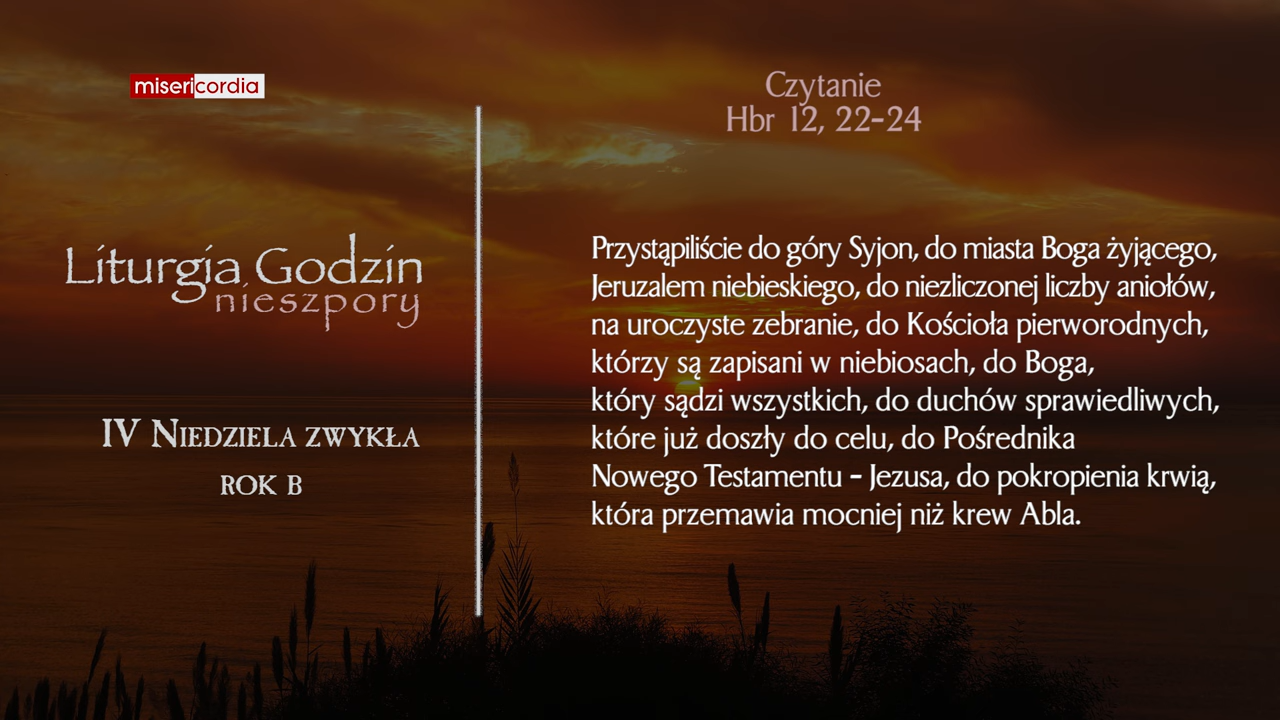 misericordia
Liturgia Godzin
nieszpory
IV Niedziela zwykła
rok B
Czytanie
Hbr 12, 22-24
Przystąpiliście do góry Syjon, do miasta Boga żyjącego,
Jeruzalem niebieskiego, do niezliczonej liczby aniołów,
na uroczyste zebranie, do Kościoła pierworodnych,
którzy są zapisani w niebiosach, do Boga,
który sądzi wszystkich, do duchów sprawiedliwych,
które już doszły do celu, do Pośrednika
Nowego Testamentu - Jezusa, do pokropienia krwią,
która przemawia mocniej niż krew Abla.